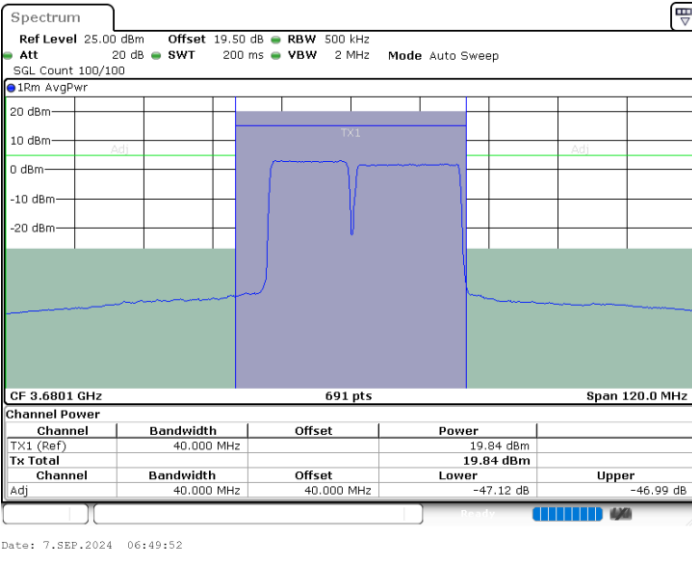 Spectrum
Ref Level 25.00 dBm Offset 19.50 dB RBW 500 kHz
Att 20 dB SWT 200 ms VBW 2 MHz Mode Auto Sweep
SGL Count 100/100
1Rm AvgPwr
20 dBm
TX1
10 dBm
Adj Adj
0 dBm
-10 dBm
-20 dBm
CF 3.6801 GHz 691 pts Span 120.0 MHz
Channel Power
Channel Bandwidth Offset Power
TX1 (Ref) 40.000 MHz 19.84 dBm
Tx Total 19.84 dBm
Channel Bandwidth Offset Lower Upper
Adj 40.000 MHz 40.000 MHz -47.12 dB -46.99 dB
Ready
Date: 7.SEP.2024 06:49:52